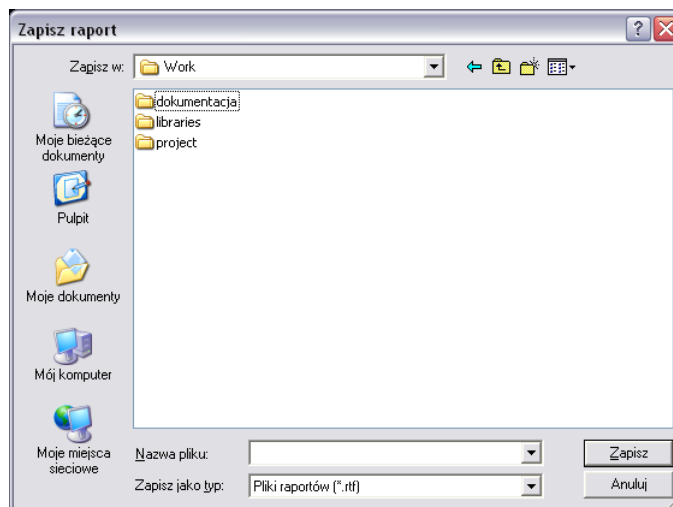 Zapisz raport
Zapisz w:
Work
dokumentacja
libraries
project
Moje bieżące
dokumenty
Pulpit
Moje dokumenty
Mój komputer
Moje miejsca
sieciowe
Nazwa pliku:
Zapisz
Zapisz jako typ:
Pliki raportów (*.rtf)
Anuluj